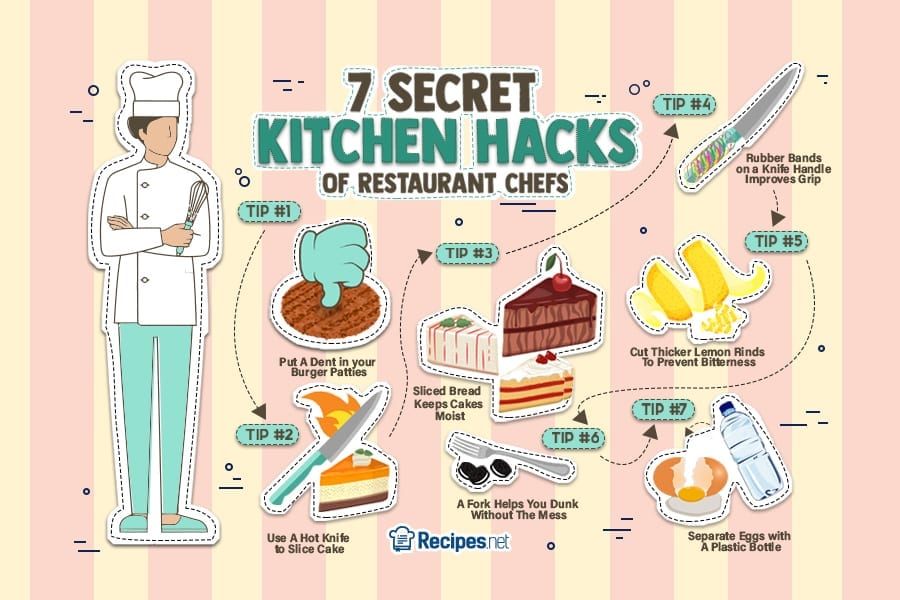 7 SECRET
KITCHEN HACKS
OF RESTAURANT CHEFS
TIP #1
Put A Dent in your
Burger Patties
TIP #2
Use A Hot Knife
to Slice Cake
TIP #3
Sliced Bread
Keeps Cakes
Moist
TIP #4
Rubber Bands
on a Knife Handle
Improves Grip
TIP #5
Cut Thicker Lemon Rinds
To Prevent Bitterness
TIP #6
A Fork Helps You Dunk
Without The Mess
TIP #7
Separate Eggs with
A Plastic Bottle
Recipes.net